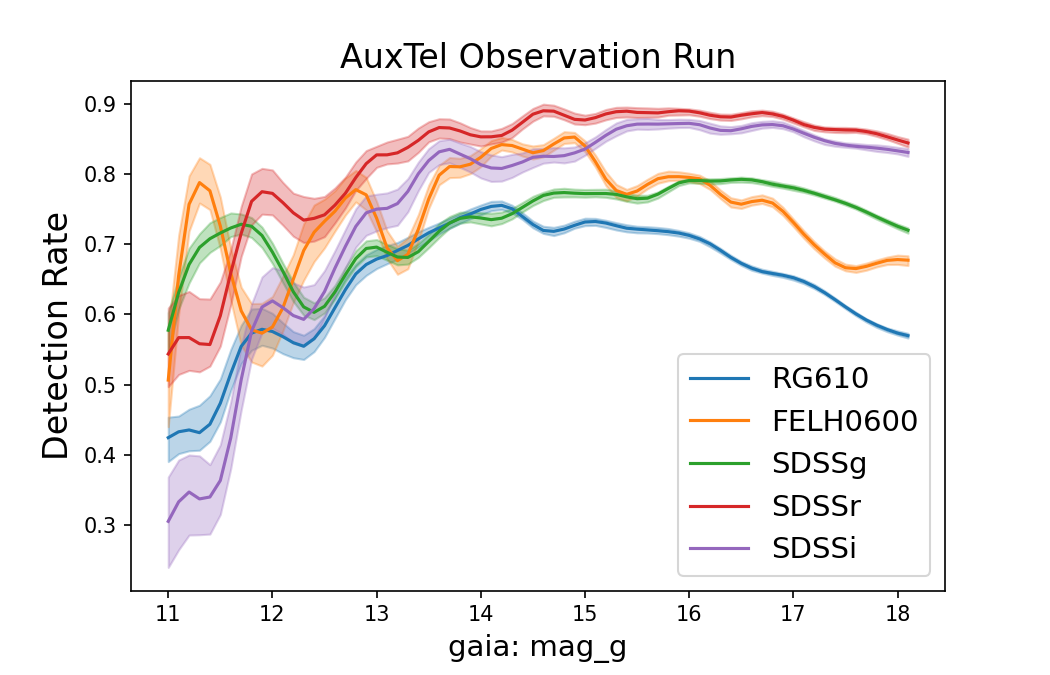 AuxTel Observation Run
Detection Rate
0.9
0.8
0.7
0.6
0.5
0.4
0.3
RG610
FELH0600
SDSSg
SDSSr
SDSSi
11 12 13 14 15 16 17 18
gaia: mag_g